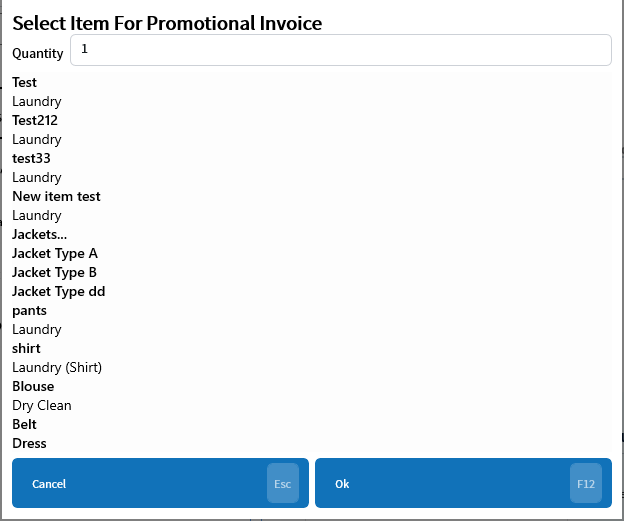 Select Item For Promotional Invoice
Quantity 1
Test
Laundry
Test212
Laundry
test33
Laundry
New item test
Laundry
Jackets...
Jacket Type A
Jacket Type B
Jacket Type dd
pants
Laundry
shirt
Laundry (Shirt)
Blouse
Dry Clean
Belt
Dress
Cancel Esc Ok F12